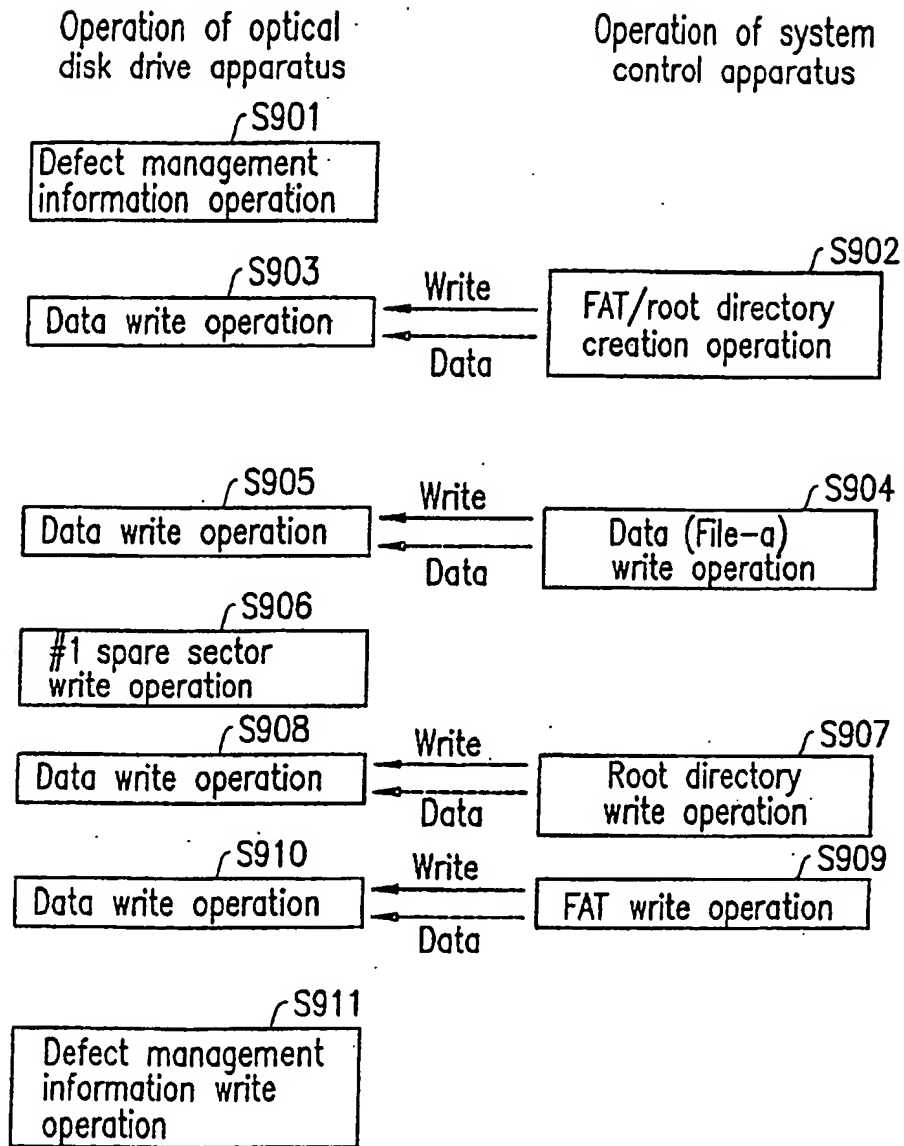 Operation of optical
disk drive apparatus
Operation of system
control apparatus
S901
Defect management
information operation
S902
S903
Data write operation
Write
Data
FAT/root directory
creation operation
S904
S905
Data write operation
Write
Data
Data (File-a)
write operation
S906
#1 spare sector
write operation
S907
S908
Data write operation
Write
Data
Root directory
write operation
S909
S910
Data write operation
Write
Data
FAT write operation
S911
Defect management
information write
operation